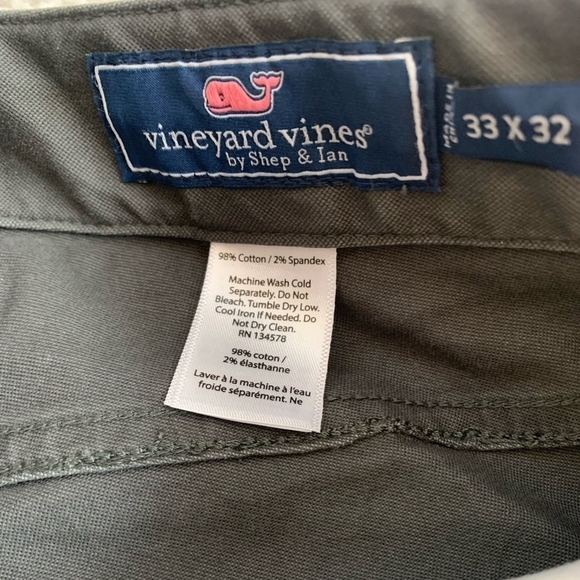 vineyard vines®
by Shep & Ian
MADE IN
33 X 32
98% Cotton / 2% Spandex
Machine Wash Cold
Separately. Do Not
Bleach. Tumble Dry Low.
Cool Iron If Needed. Do
Not Dry Clean.
RN 134578
98% coton /
2% élasthanne
Laver à la machine à l'eau
froide séparément. Ne